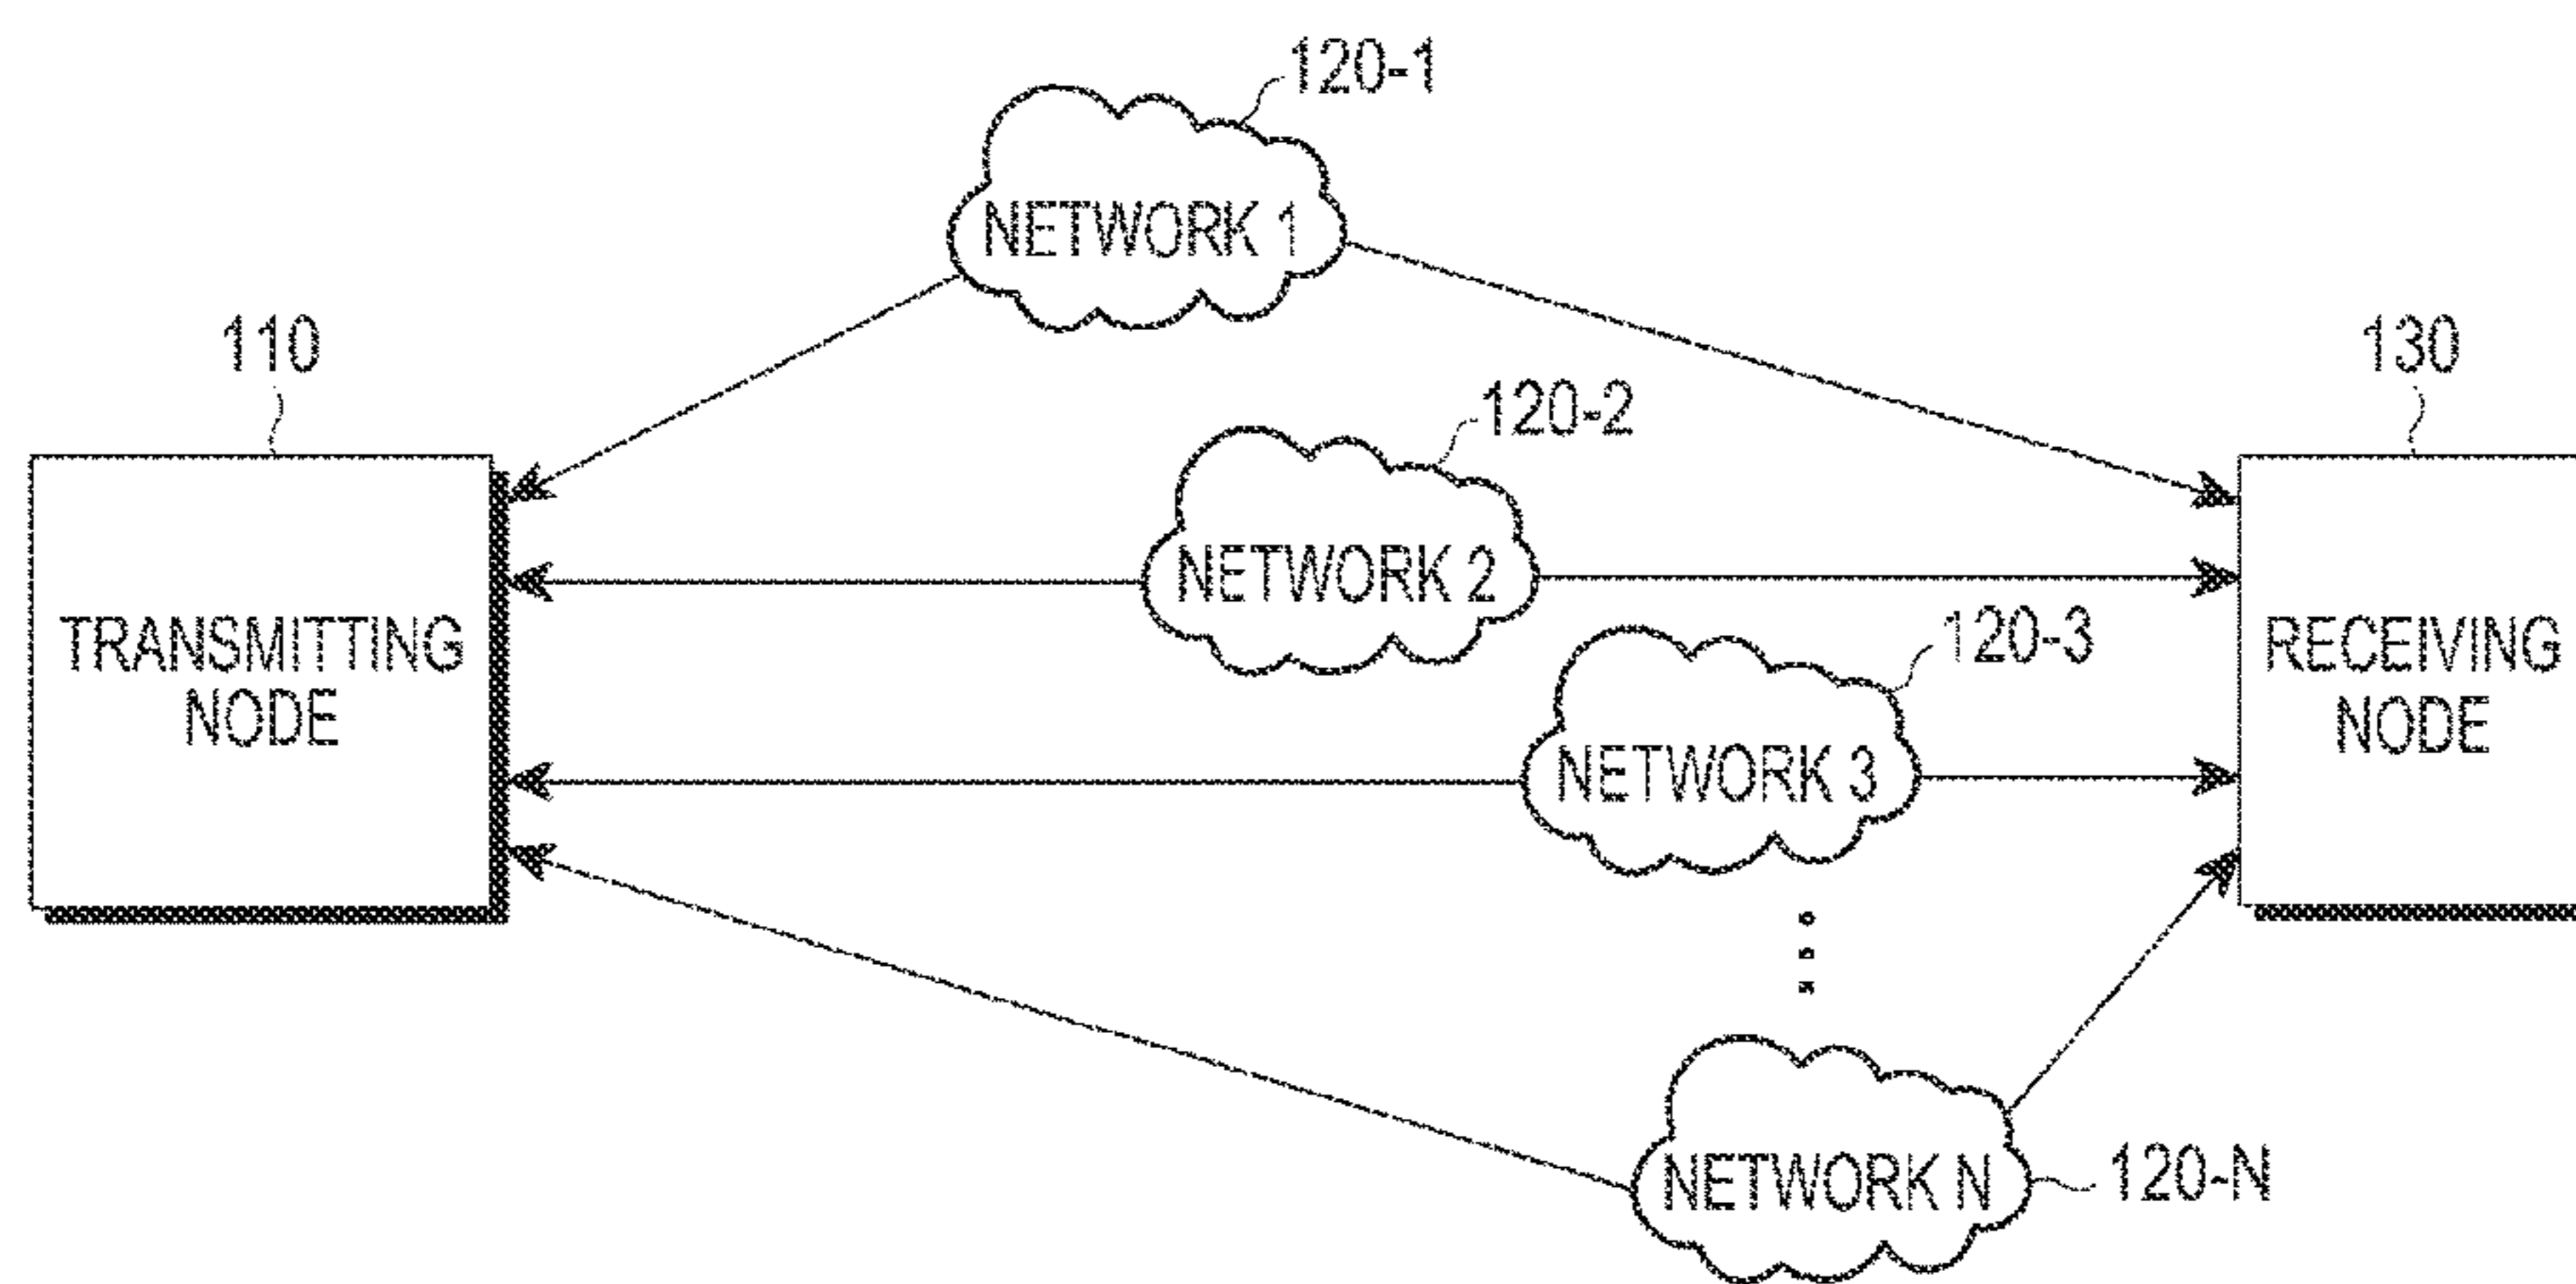 120-1
NETWORK 1
110
130
120-2
NETWORK 2
120-3
TRANSMITTING
NODE
RECEIVING
NODE
NETWORK 3
NETWORK N
120-N